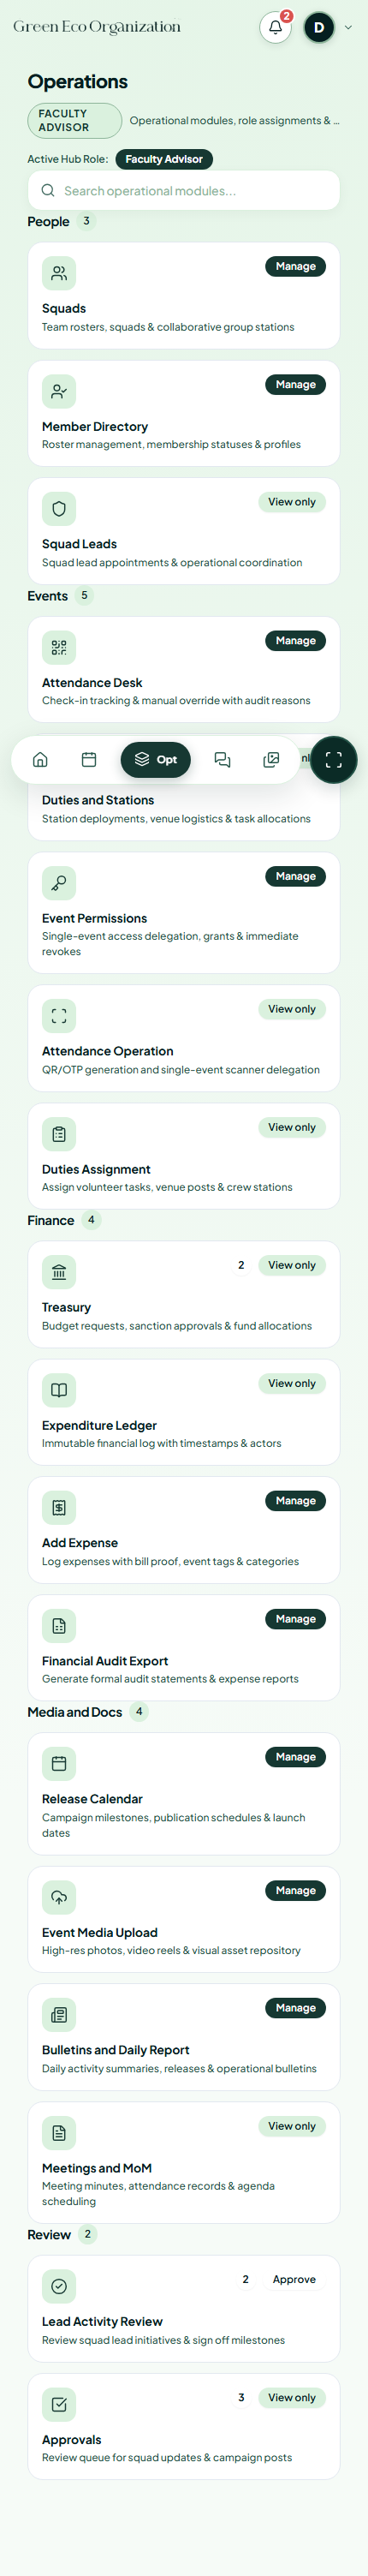 Green Eco Organization
2
D
Operations
FACULTY
ADVISOR
Operational modules, role assignments & ...
Active Hub Role:
Faculty Advisor
Search operational modules...
People 3
Manage
Squads
Team rosters, squads & collaborative group stations
Manage
Member Directory
Roster management, membership statuses & profiles
View only
Squad Leads
Squad lead appointments & operational coordination
Events 5
Manage
Attendance Desk
Check-in tracking & manual override with audit reasons
Opt
Duties and Stations
Station deployments, venue logistics & task allocations
Manage
Event Permissions
Single-event access delegation, grants & immediate
revokes
View only
Attendance Operation
QR/OTP generation and single-event scanner delegation
View only
Duties Assignment
Assign volunteer tasks, venue posts & crew stations
Finance 4
2 View only
Treasury
Budget requests, sanction approvals & fund allocations
View only
Expenditure Ledger
Immutable financial log with timestamps & actors
Manage
Add Expense
Log expenses with bill proof, event tags & categories
Manage
Financial Audit Export
Generate formal audit statements & expense reports
Media and Docs 4
Manage
Release Calendar
Campaign milestones, publication schedules & launch
dates
Manage
Event Media Upload
High-res photos, video reels & visual asset repository
Manage
Bulletins and Daily Report
Daily activity summaries, releases & operational bulletins
View only
Meetings and MoM
Meeting minutes, attendance records & agenda
scheduling
Review 2
2 Approve
Lead Activity Review
Review squad lead initiatives & sign off milestones
3 View only
Approvals
Review queue for squad updates & campaign posts